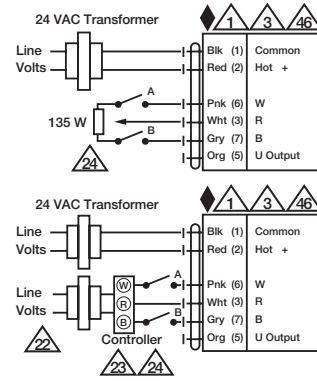 24 VAC Transformer
1 3 46
Line
Volts
Blk (1) Common
Red (2) Hot +
A
Pnk (6) W
135 W
Wht (3) R
B
Gry (7) B
Org (5) U Output
24
24 VAC Transformer
1 3 46
Line
Volts
Blk (1) Common
Red (2) Hot +
A
Line
Volts
W
Pnk (6) W
R
Wht (3) R
B
B
Gry (7) B
Org (5) U Output
Controller
22
23 24